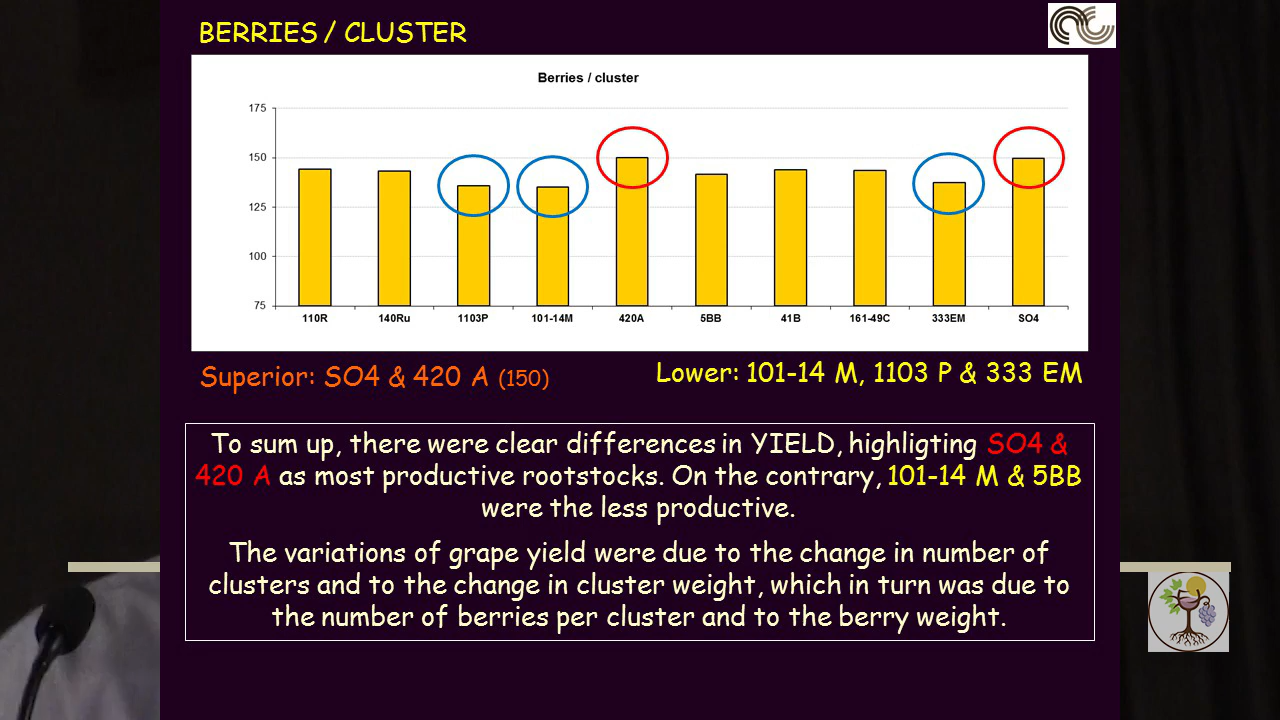 BERRIES / CLUSTER
Berries / cluster
175
150
125
100
75
110R 140Ru 1103P 101-14M 420A 5BB 41B 161-49C 333EM SO4
Superior: SO4 & 420 A (150)
Lower: 101-14 M, 1103 P & 333 EM
To sum up, there were clear differences in YIELD, highligting SO4 &
420 A as most productive rootstocks. On the contrary, 101-14 M & 5BB
were the less productive.
The variations of grape yield were due to the change in number of
clusters and to the change in cluster weight, which in turn was due to
the number of berries per cluster and to the berry weight.